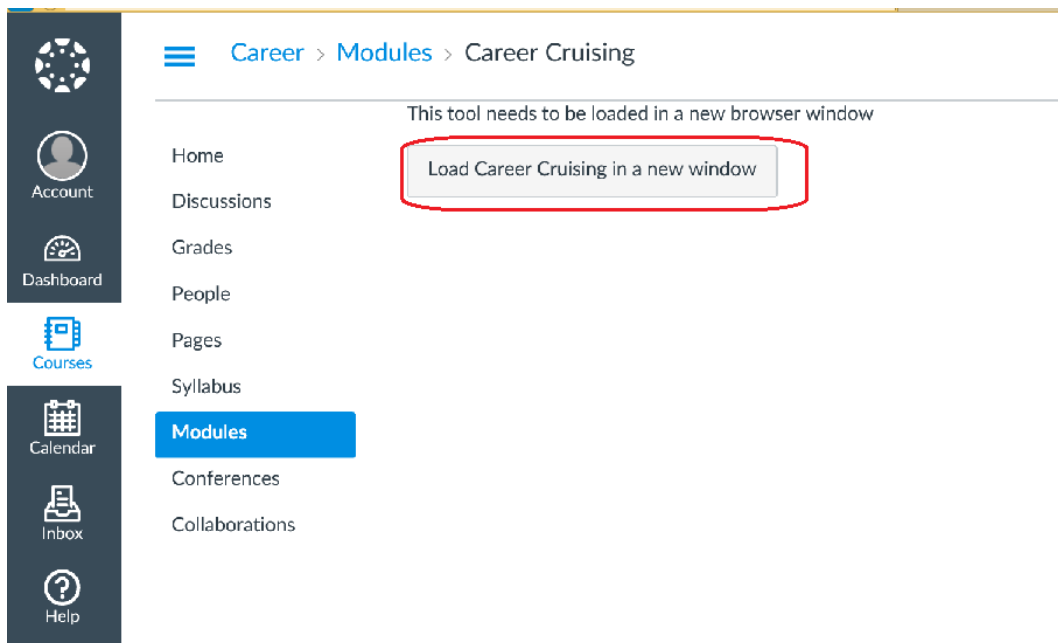 Career > Modules > Career Cruising
This tool needs to be loaded in a new browser window
Load Career Cruising in a new window
Account
Dashboard
Courses
Calendar
Inbox
Help
Home
Discussions
Grades
People
Pages
Syllabus
Modules
Conferences
Collaborations